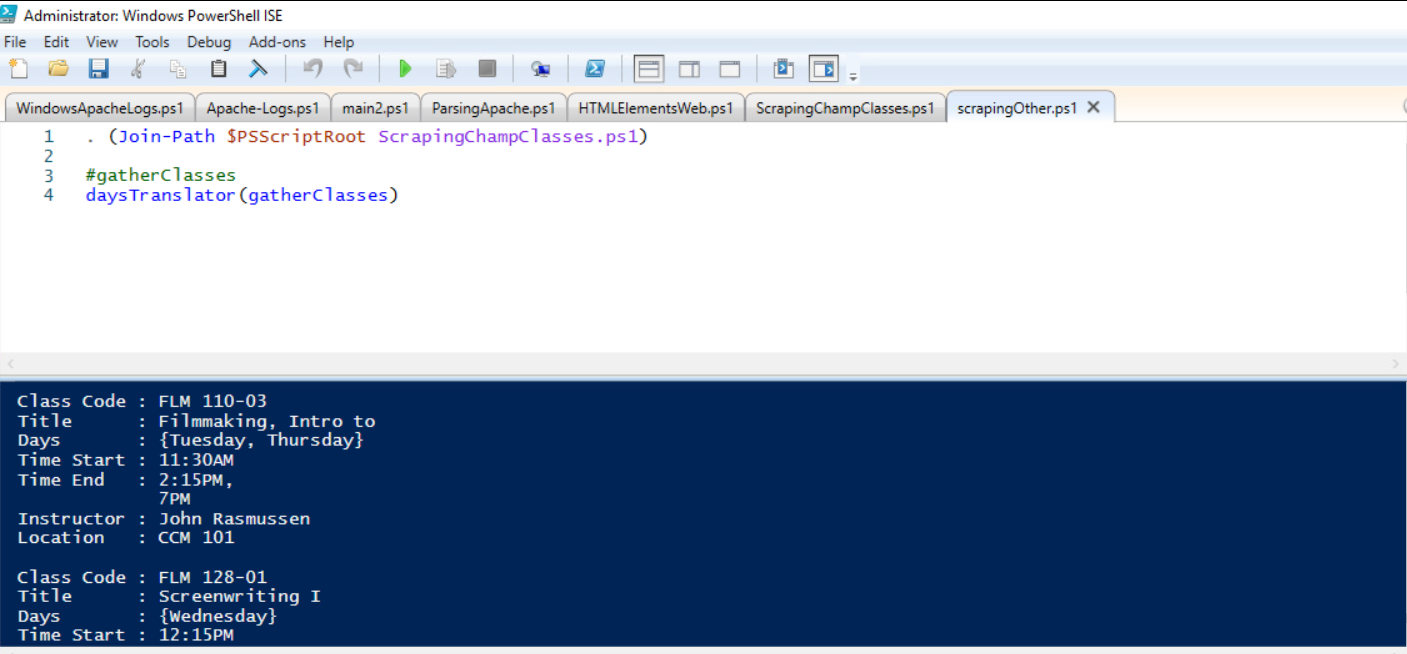 Administrator: Windows PowerShell ISE
File Edit View Tools Debug Add-ons Help
WindowsApacheLogs.ps1 Apache-Logs.ps1 main2.ps1 ParsingApache.ps1 HTMLElementsWeb.ps1 ScrapingChampClasses.ps1 scrapingOther.ps1 X
1 . (Join-Path $PSScriptRoot ScrapingChampClasses.ps1)
2
3 #gatherClasses
4 daysTranslator(gatherClasses)
Class Code : FLM 110-03
Title : Filmmaking, Intro to
Days : {Tuesday, Thursday}
Time Start : 11:30AM
Time End : 2:15PM,
7PM
Instructor : John Rasmussen
Location : CCM 101
Class Code : FLM 128-01
Title : Screenwriting I
Days : {Wednesday}
Time Start : 12:15PM